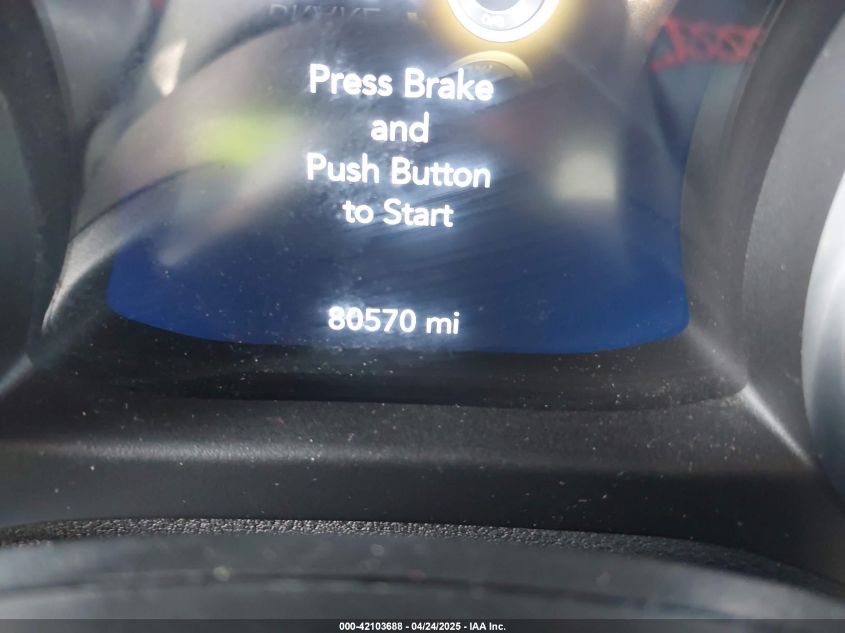 Press Brake
and
Push Button
to Start
80570 mi
000-42103688 - 04/24/2025 - IAA Inc.